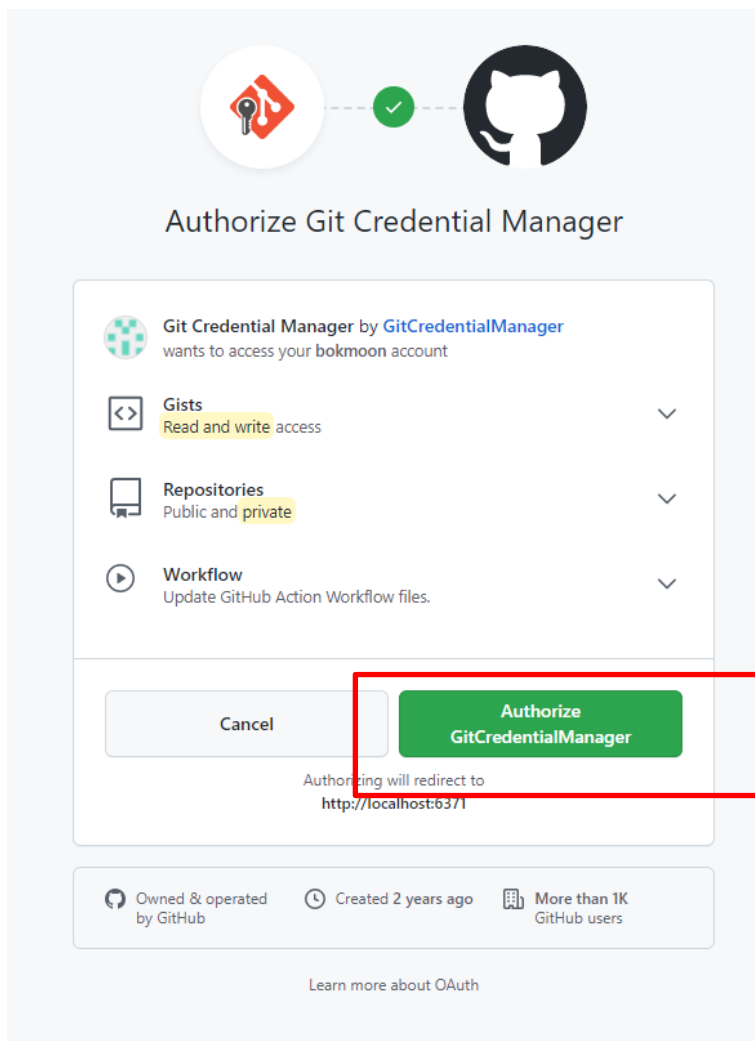 Authorize Git Credential Manager
Git Credential Manager by GitCredentialManager
wants to access your bokmoon account
Gists
Read and write access
Repositories
Public and private
Workflow
Update GitHub Action Workflow files.
Cancel
Authorize
GitCredentialManager
Authorizing will redirect to
http://localhost:6371
Owned & operated
by GitHub
Created 2 years ago
More than 1K
GitHub users
Learn more about OAuth